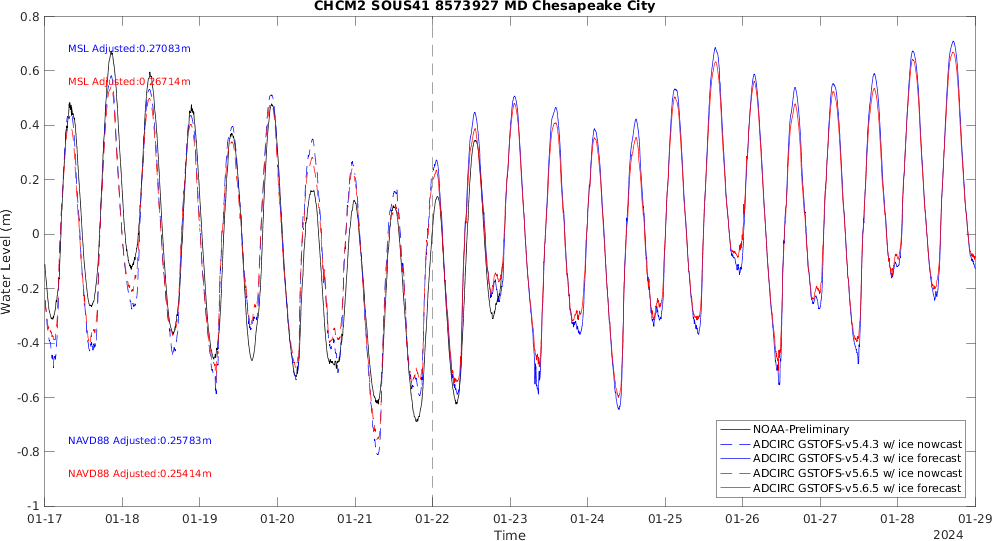 CHCM2 SOUS41 8573927 MD Chesapeake City
Water Level (m)
0.8
0.6
0.4
0.2
0
-0.2
-0.4
-0.6
-0.8
-1
MSL Adjusted:0.27083m
MSL Adjusted:0.26714m
NAVD88 Adjusted:0.25783m
NAVD88 Adjusted:0.25414m
NOAA-Preliminary
ADCIRC GSTOFS-v5.4.3 w/ ice nowcast
ADCIRC GSTOFS-v5.4.3 w/ ice forecast
ADCIRC GSTOFS-v5.6.5 w/ ice nowcast
ADCIRC GSTOFS-v5.6.5 w/ ice forecast
01-17 01-18 01-19 01-20 01-21 01-22 01-23 01-24 01-25 01-26 01-27 01-28 01-29
Time
2024